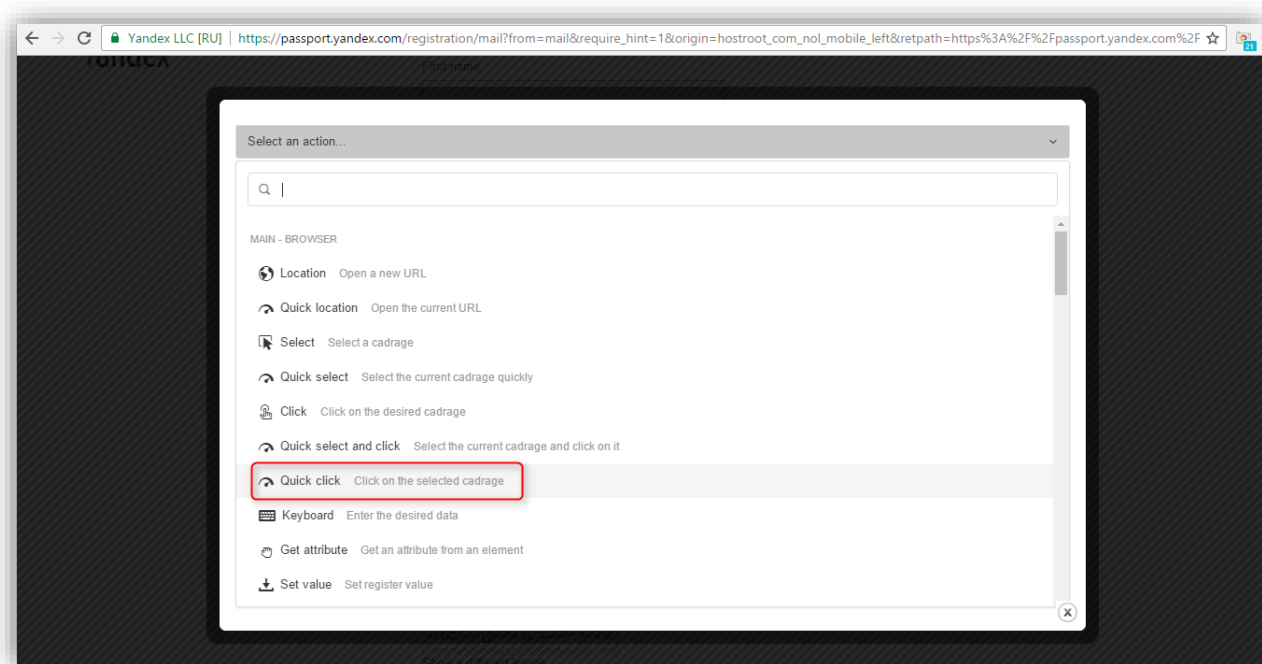 Yandex LLC [RU] | https://passport.yandex.com/registration/mail?from=mail&require_hint=1&origin=hostroot_com_nol_mobile_left&retpath=https%3A%2F%2Fpassport.yandex.com%2F
21
First name
Select an action...
MAIN - BROWSER
Location Open a new URL
Quick location Open the current URL
Select Select a cadrage
Quick select Select the current cadrage quickly
Click Click on the desired cadrage
Quick select and click Select the current cadrage and click on it
Quick click Click on the selected cadrage
Keyboard Enter the desired data
Get attribute Get an attribute from an element
Set value Set register value